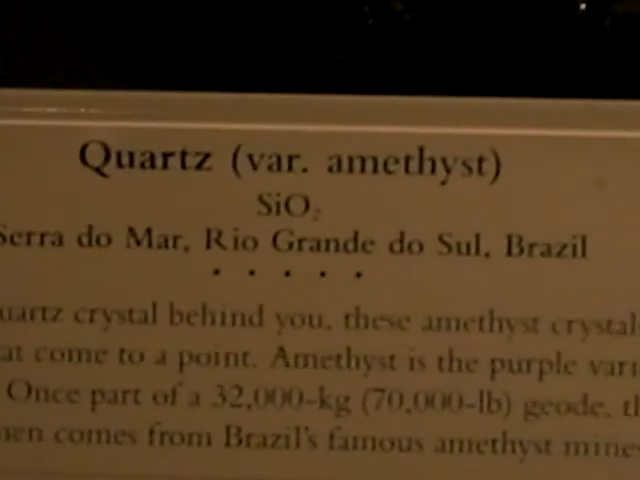 Quartz (var. amethyst)
SiO₂
Serra do Mar, Rio Grande do Sul, Brazil
• • • • •
uartz crystal behind you, these amethyst crystal
at come to a point. Amethyst is the purple vari
Once part of a 32,000-kg (70,000-lb) geode, th
men comes from Brazil's famous amethyst mines